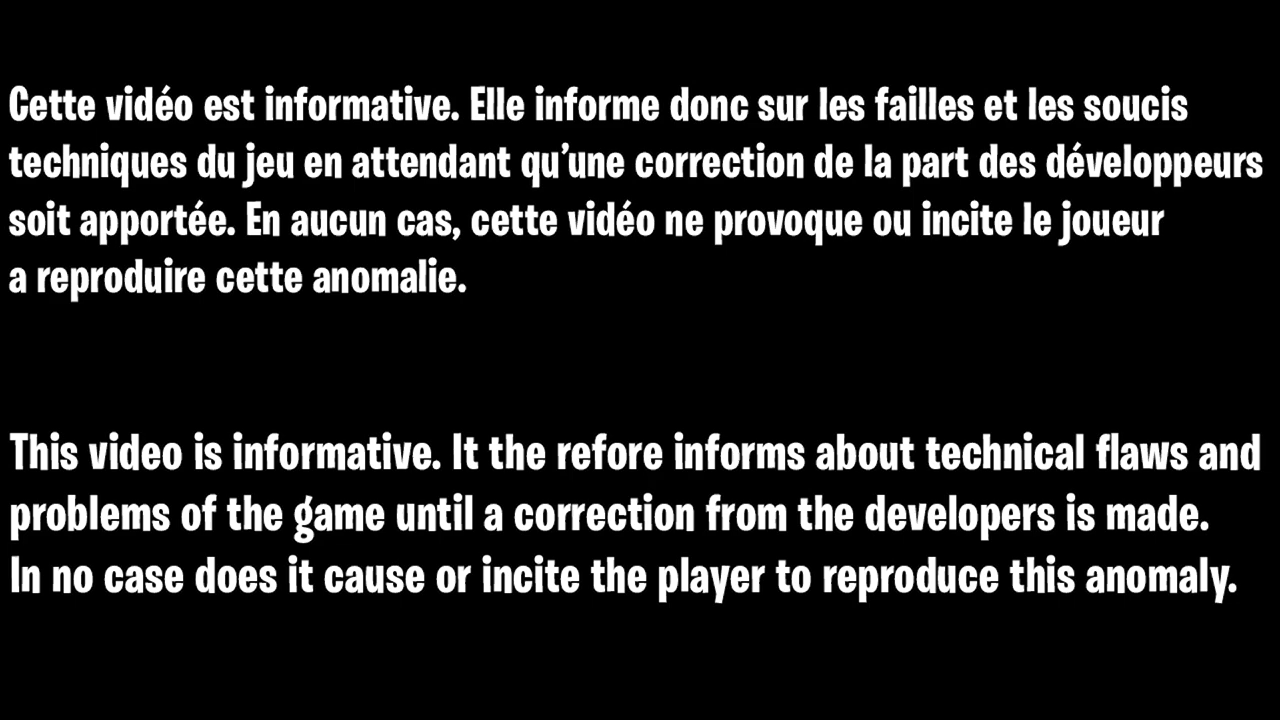 Cette vidéo est informative. Elle informe donc sur les failles et les soucis
techniques du jeu en attendant qu’une correction de la part des développeurs
soit apportée. En aucun cas, cette vidéo ne provoque ou incite le joueur
a reproduire cette anomalie.
This video is informative. It the refore informs about technical flaws and
problems of the game until a correction from the developers is made.
In no case does it cause or incite the player to reproduce this anomaly.